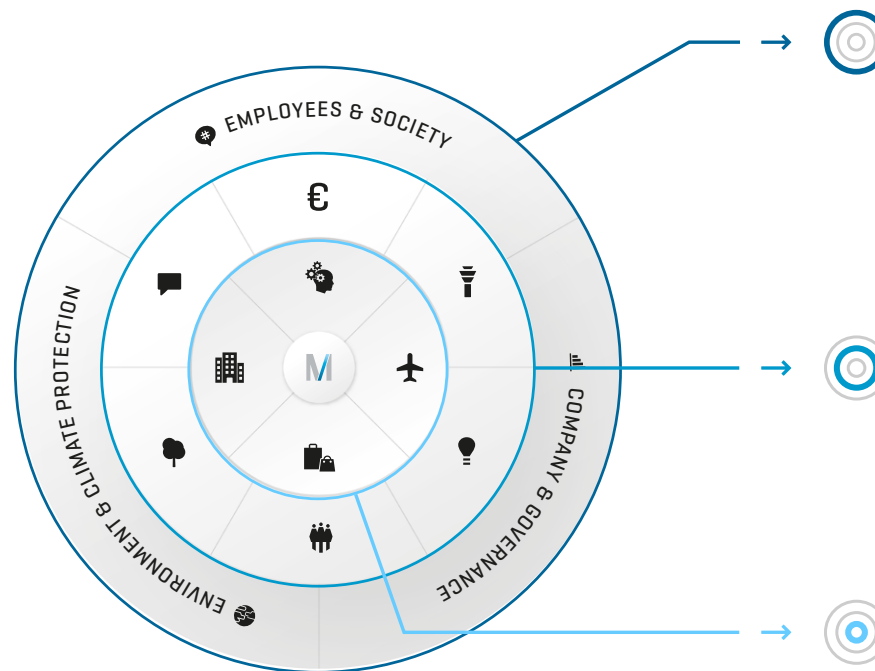 EMPLOYEES & SOCIETY
€
M
COMPANY & GOVERNANCE
ENVIRONMENT & CLIMATE PROTECTION